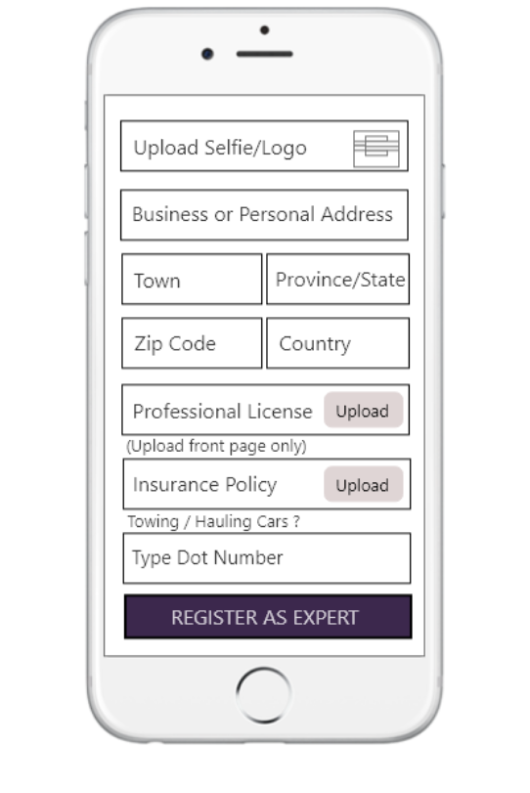 Upload Selfie/Logo
Business or Personal Address
Town
Province/State
Zip Code
Country
Professional License
Upload
(Upload front page only)
Insurance Policy
Upload
Towing / Hauling Cars ?
Type Dot Number
REGISTER AS EXPERT